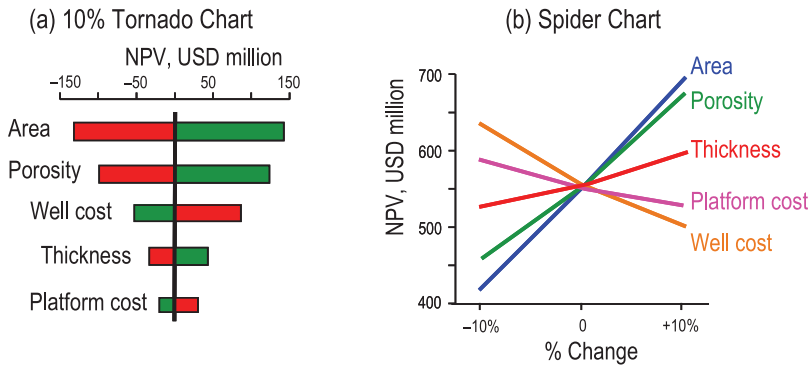 (a) 10% Tornado Chart
NPV, USD million
–150 –50 0 50 150
Area
Porosity
Well cost
Thickness
Platform cost
(b) Spider Chart
NPV, USD million
700
600
500
400
–10% 0 +10%
% Change
Area
Porosity
Thickness
Platform cost
Well cost